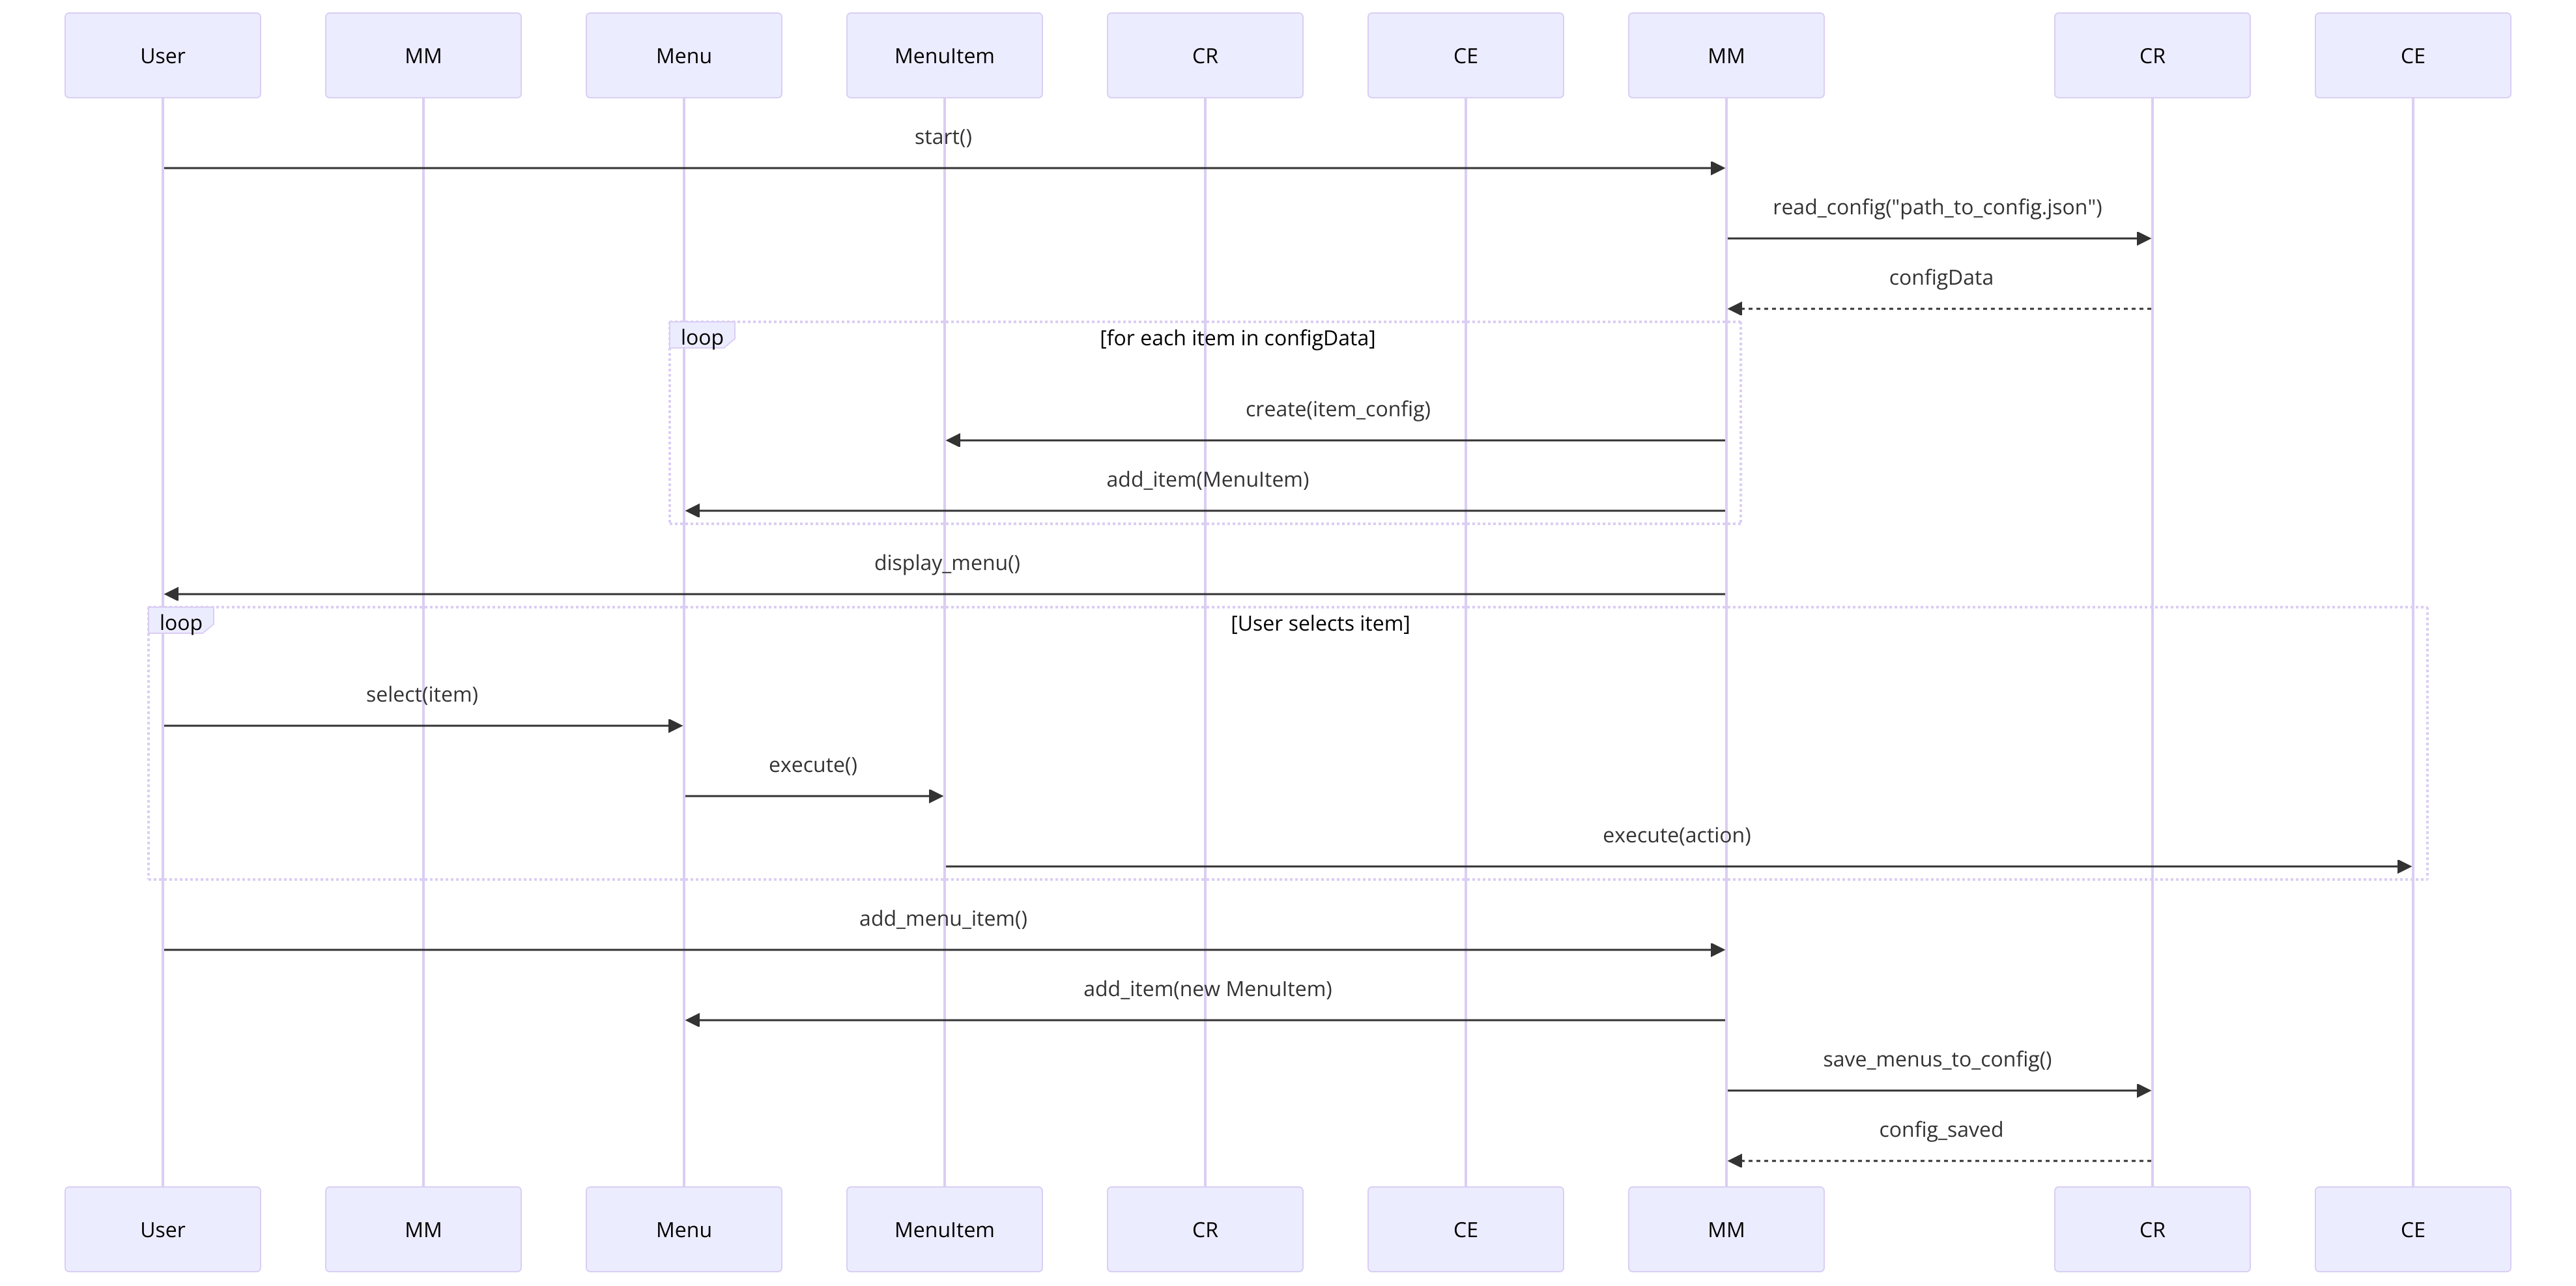 User
MM
Menu
MenuItem
CR
CE
MM
CR
CE
start()
read_config("path_to_config.json")
configData
loop
[for each item in configData]
create(item_config)
add_item(MenuItem)
display_menu()
loop
[User selects item]
select(item)
execute()
execute(action)
add_menu_item()
add_item(new MenuItem)
save_menus_to_config()
config_saved
User
MM
Menu
MenuItem
CR
CE
MM
CR
CE